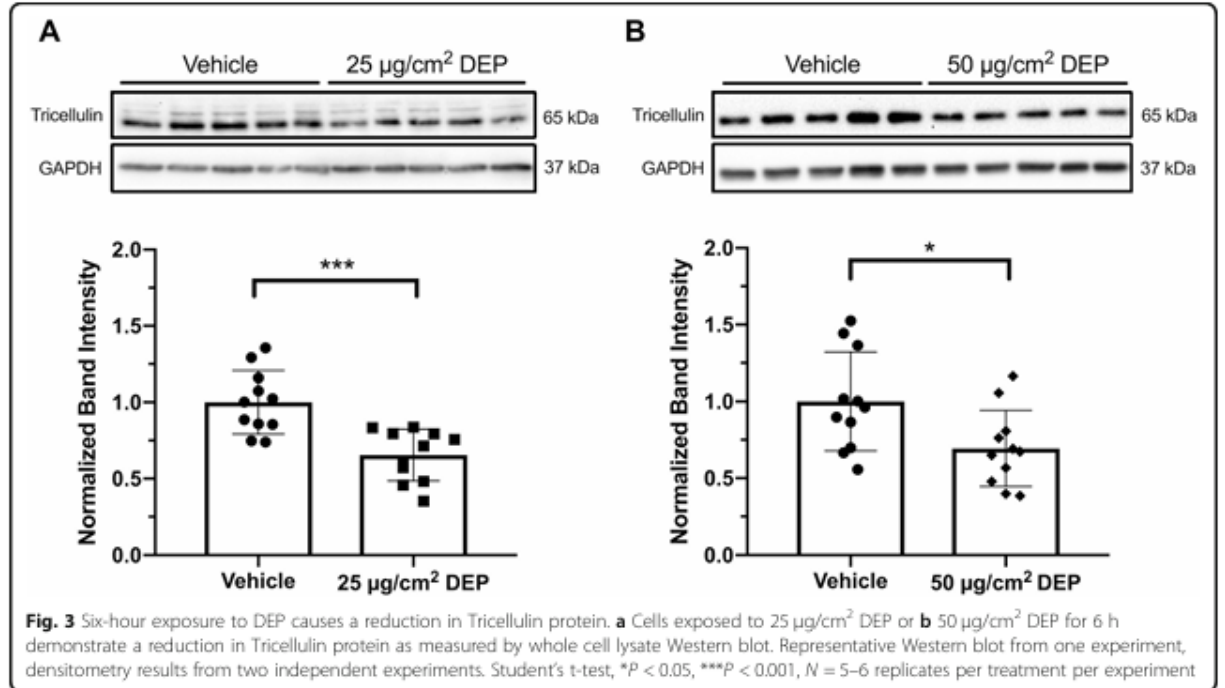 A
B
Vehicle 25 µg/cm² DEP
Vehicle 50 µg/cm² DEP
Tricellulin 65 kDa
Tricellulin 65 kDa
GAPDH 37 kDa
GAPDH 37 kDa
Normalized Band Intensity
2.0
1.5
1.0
0.5
0.0
***
Vehicle 25 µg/cm² DEP
Normalized Band Intensity
2.0
1.5
1.0
0.5
0.0
*
Vehicle 50 µg/cm² DEP
Fig. 3 Six-hour exposure to DEP causes a reduction in Tricellulin protein. a Cells exposed to 25 µg/cm² DEP or b 50 µg/cm² DEP for 6 h
demonstrate a reduction in Tricellulin protein as measured by whole cell lysate Western blot. Representative Western blot from one experiment,
densitometry results from two independent experiments. Student's t-test, *P < 0.05, ***P < 0.001, N = 5–6 replicates per treatment per experiment